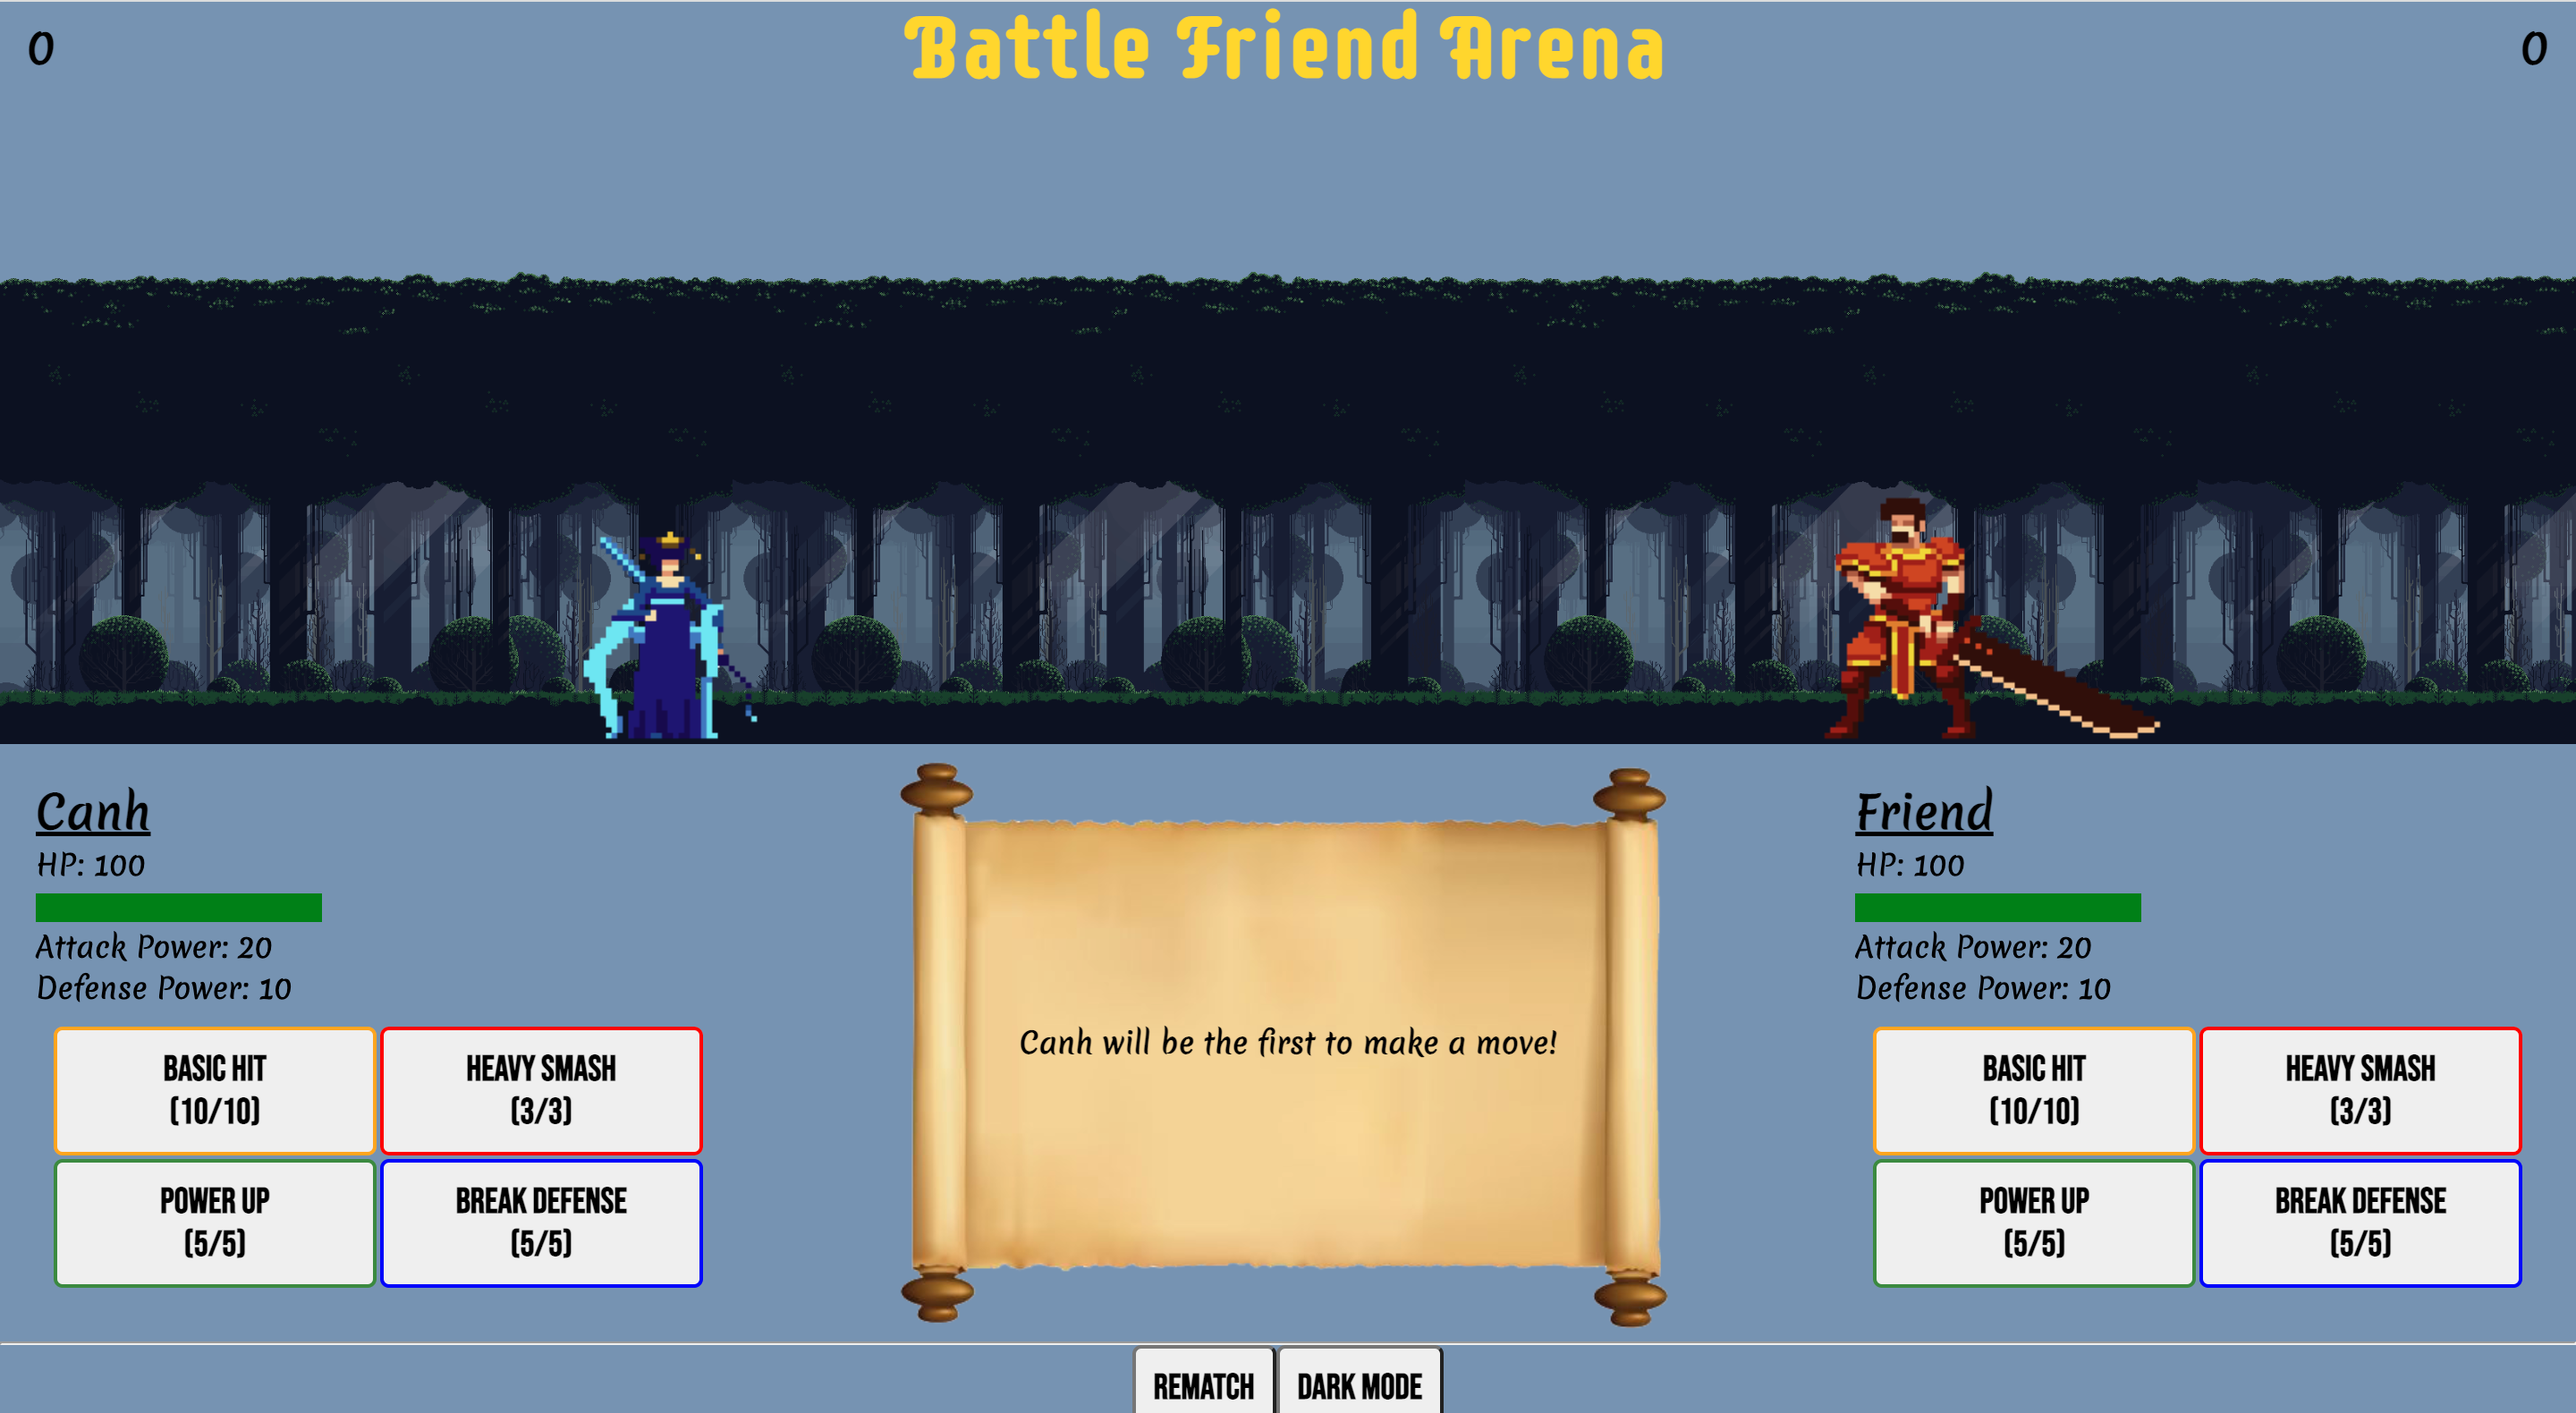 0
Battle Friend Arena
0
Canh
HP: 100
Attack Power: 20
Defense Power: 10
BASIC HIT
(10/10)
HEAVY SMASH
(3/3)
POWER UP
(5/5)
BREAK DEFENSE
(5/5)
Canh will be the first to make a move!
Friend
HP: 100
Attack Power: 20
Defense Power: 10
BASIC HIT
(10/10)
HEAVY SMASH
(3/3)
POWER UP
(5/5)
BREAK DEFENSE
(5/5)
REMATCH
DARK MODE